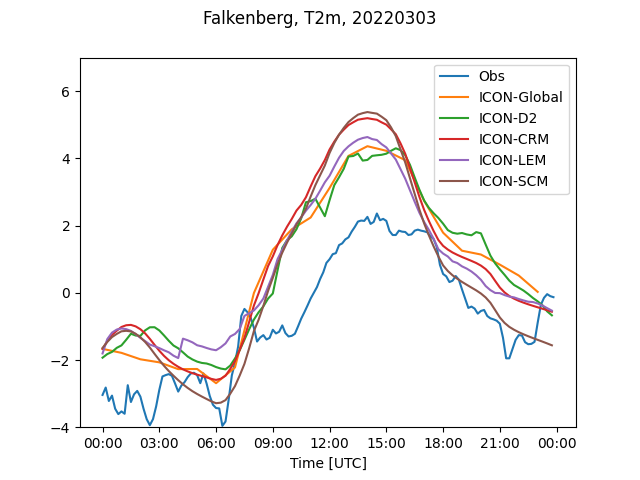 Falkenberg, T2m, 20220303
Obs
ICON-Global
ICON-D2
ICON-CRM
ICON-LEM
ICON-SCM
6
4
2
0
−2
−4
00:00 03:00 06:00 09:00 12:00 15:00 18:00 21:00 00:00
Time [UTC]